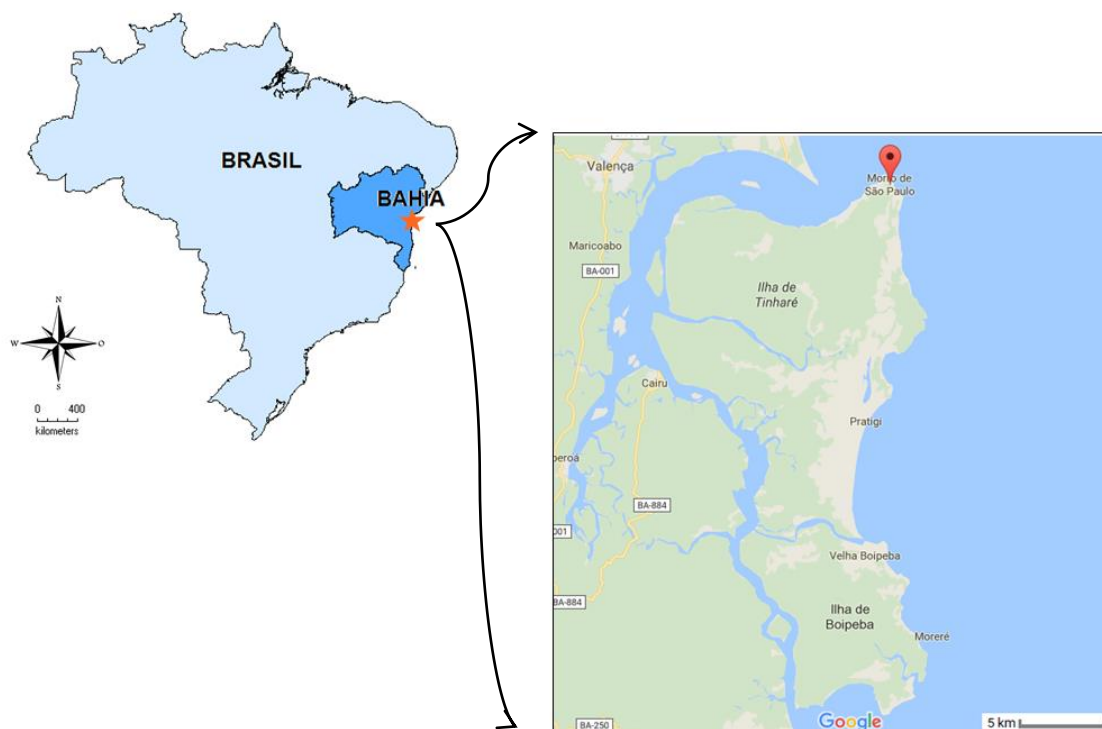 BRASIL
BAHIA
N
W
O
S
0 400
kilometers
Valença
Morro de
São Paulo
Maricoabo
BA-001
Ilha de
Tinharé
Cairu
Pratigi
peroá
BA-884
001
Velha Boipeba
BA-884
Ilha de
Boipeba
Moreré
BA-250
Google
5 km